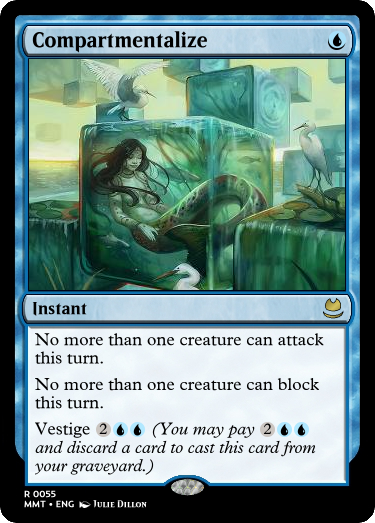 Compartmentalize
Instant
No more than one creature can attack
this turn.
No more than one creature can block
this turn.
Vestige 2 (You may pay 2
and discard a card to cast this card from
your graveyard.)
R 0055
MMT • ENG Julie Dillon